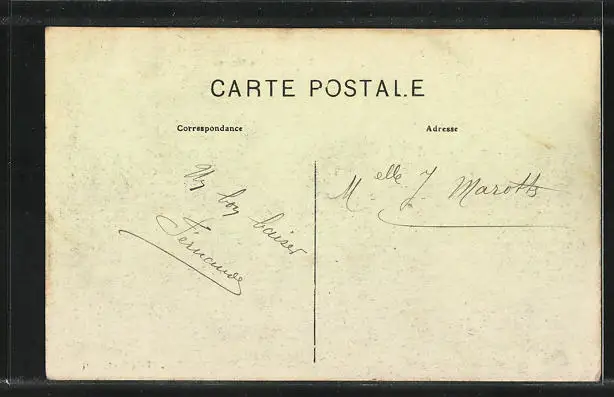 CARTE POSTALE
Correspondance
Un bon baiser
Fernande
Adresse
Melle J. Marotte